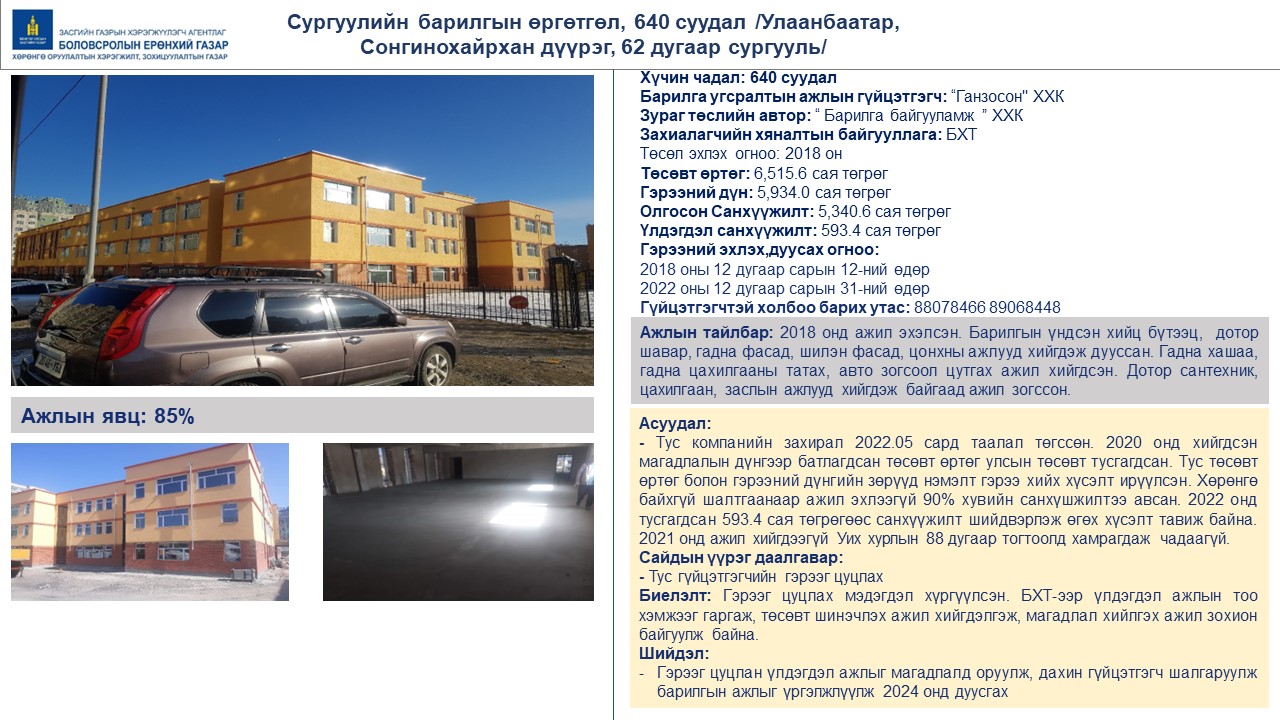 ЗАСГИЙН ГАЗРЫН ХЭРЭГЖҮҮЛЭГЧ АГЕНТЛАГ
БОЛОВСРОЛЫН ЕРӨНХИЙ ГАЗАР
ХӨРӨНГӨ ОРУУЛАЛТЫН ХЭРЭГЖИЛТ, ЗОХИЦУУЛАЛТЫН ГАЗАР
Сургуулийн барилгын өргөтгөл, 640 суудал /Улаанбаатар,
Сонгинохайрхан дүүрэг, 62 дугаар сургууль/
Ажлын явц: 85%
Хүчин чадал: 640 суудал
Барилга угсралтын ажлын гүйцэтгэгч: “Ганзосон" ХХК
Зураг төслийн автор: “ Барилга байгууламж ” ХХК
Захиалагчийн хяналтын байгууллага: БХТ
Төсөл эхлэх огноо: 2018 он
Төсөвт өртөг: 6,515.6 сая төгрөг
Гэрээний дүн: 5,934.0 сая төгрөг
Олгосон Санхүүжилт: 5,340.6 сая төгрөг
Үлдэгдэл санхүүжилт: 593.4 сая төгрөг
Гэрээний эхлэх,дуусах огноо:
2018 оны 12 дугаар сарын 12-ний өдөр
2022 оны 12 дугаар сарын 31-ний өдөр
Гүйцэтгэгчтэй холбоо барих утас: 88078466 89068448
Ажлын тайлбар: 2018 онд ажил эхэлсэн. Барилгын үндсэн хийц бүтээц, дотор
шавар, гадна фасад, шилэн фасад, цонхны ажлууд хийгдэж дууссан. Гадна хашаа,
гадна цахилгааны татах, авто зогсоол цутгах ажил хийгдсэн. Дотор сантехник,
цахилгаан, заслын ажлууд хийгдэж байгаад ажил зогссон.
Асуудал:
- Тус компанийн захирал 2022.05 сард таалал төгссөн. 2020 онд хийгдсэн
магадлалын дүнгээр батлагдсан төсөвт өртөг улсын төсөвт тусгагдсан. Тус төсөвт
өртөг болон гэрээний дүнгийн зөрүүд нэмэлт гэрээ хийх хүсэлт ирүүлсэн. Хөрөнгө
байхгүй шалтгаанаар ажил эхлээгүй 90% хувийн санхүшжилтээ авсан. 2022 онд
тусгагдсан 593.4 сая төгрөгөөс санхүүжилт шийдвэрлэж өгөх хүсэлт тавиж байна.
2021 онд ажил хийгдээгүй Уих хурлын 88 дугаар тогтоолд хамрагдаж чадаагүй.
Сайдын үүрэг даалгавар:
- Тус гүйцэтгэгчийн гэрээг цуцлах
Биелэлт: Гэрээг цуцлах мэдэгдэл хүргүүлсэн. БХТ-ээр үлдэгдэл ажлын тоо
хэмжээг гаргаж, төсөвт шинэчлэх ажил хийгдэлгэж, магадлал хийлгэх ажил зохион
байгуулж байна.
Шийдэл:
- Гэрээг цуцлан үлдэгдэл ажлыг магадлалд оруулж, дахин гүйцэтгэгч шалгаруулж
барилгын ажлыг үргэлжлүүлж 2024 онд дуусгах